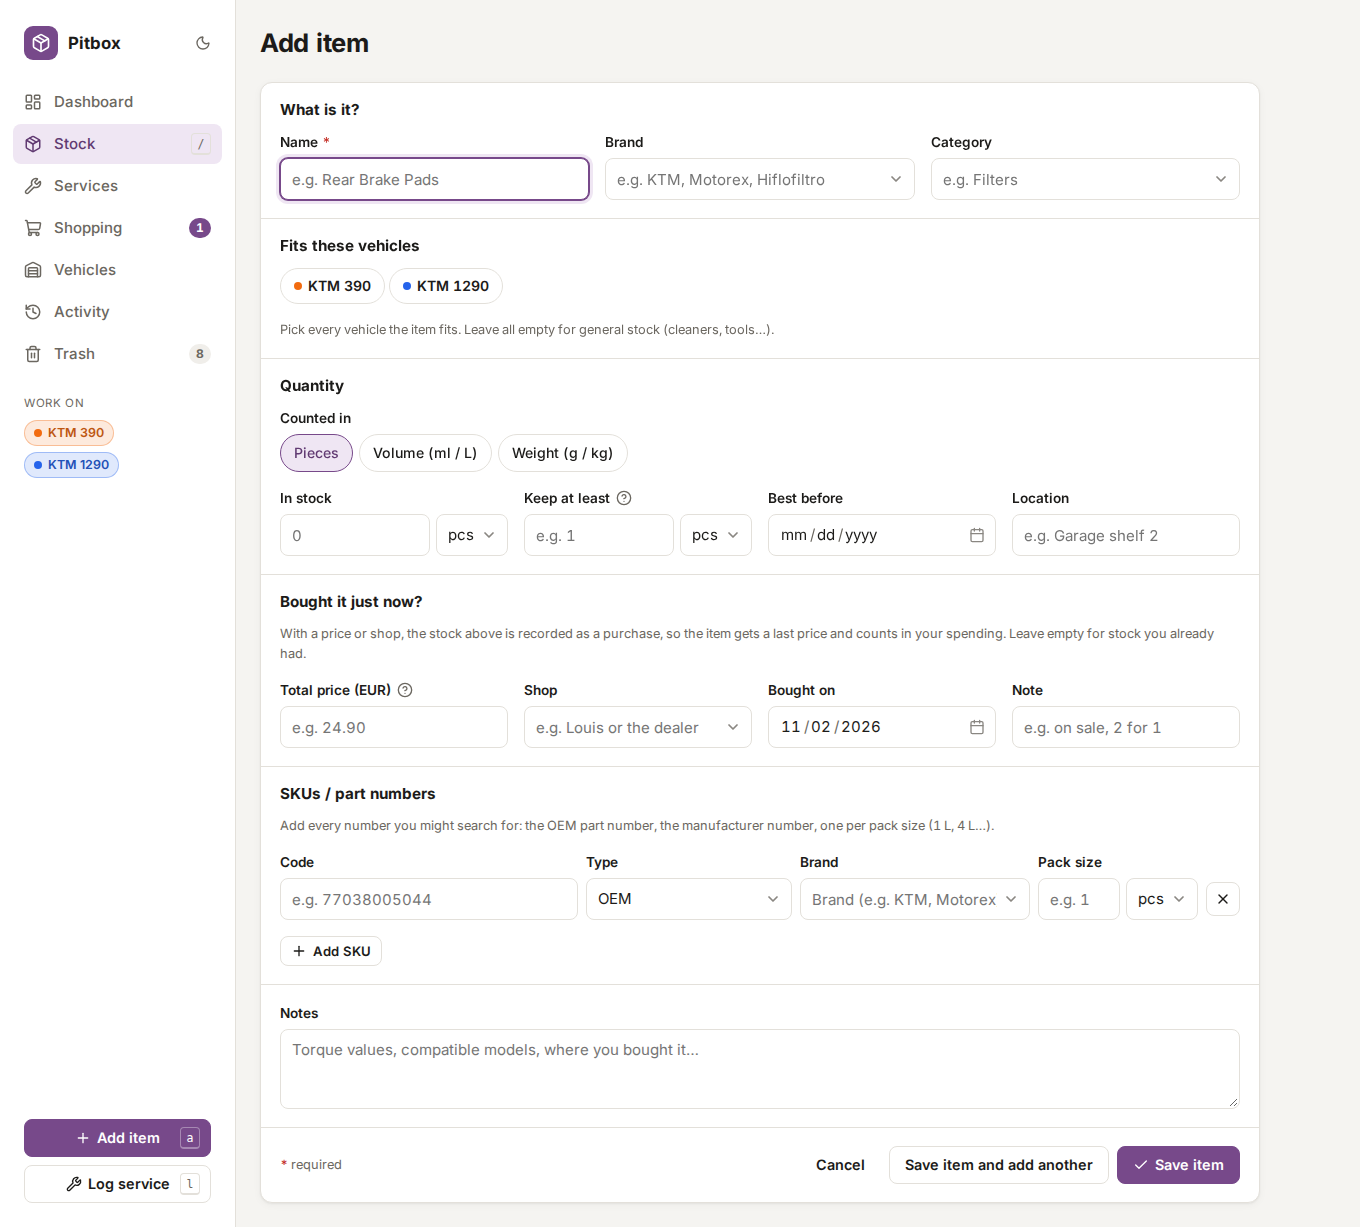 Pitbox
Dashboard
Stock /
Services
Shopping 1
Vehicles
Activity
Trash 8
WORK ON
KTM 390
KTM 1290
+ Add item a
Log service l
Add item
What is it?
Name * Brand Category
e.g. Rear Brake Pads e.g. KTM, Motorex, Hiflofiltro e.g. Filters
Fits these vehicles
KTM 390 KTM 1290
Pick every vehicle the item fits. Leave all empty for general stock (cleaners, tools...).
Quantity
Counted in
Pieces Volume (ml / L) Weight (g / kg)
In stock Keep at least ? Best before Location
0 pcs e.g. 1 pcs mm/dd/yyyy e.g. Garage shelf 2
Bought it just now?
With a price or shop, the stock above is recorded as a purchase, so the item gets a last price and counts in your spending. Leave empty for stock you already
had.
Total price (EUR) ? Shop Bought on Note
e.g. 24.90 e.g. Louis or the dealer 11/02/2026 e.g. on sale, 2 for 1
SKUs / part numbers
Add every number you might search for: the OEM part number, the manufacturer number, one per pack size (1 L, 4 L...).
Code Type Brand Pack size
e.g. 77038005044 OEM Brand (e.g. KTM, Motorex e.g. 1 pcs
+ Add SKU
Notes
Torque values, compatible models, where you bought it...
* required Cancel Save item and add another Save item